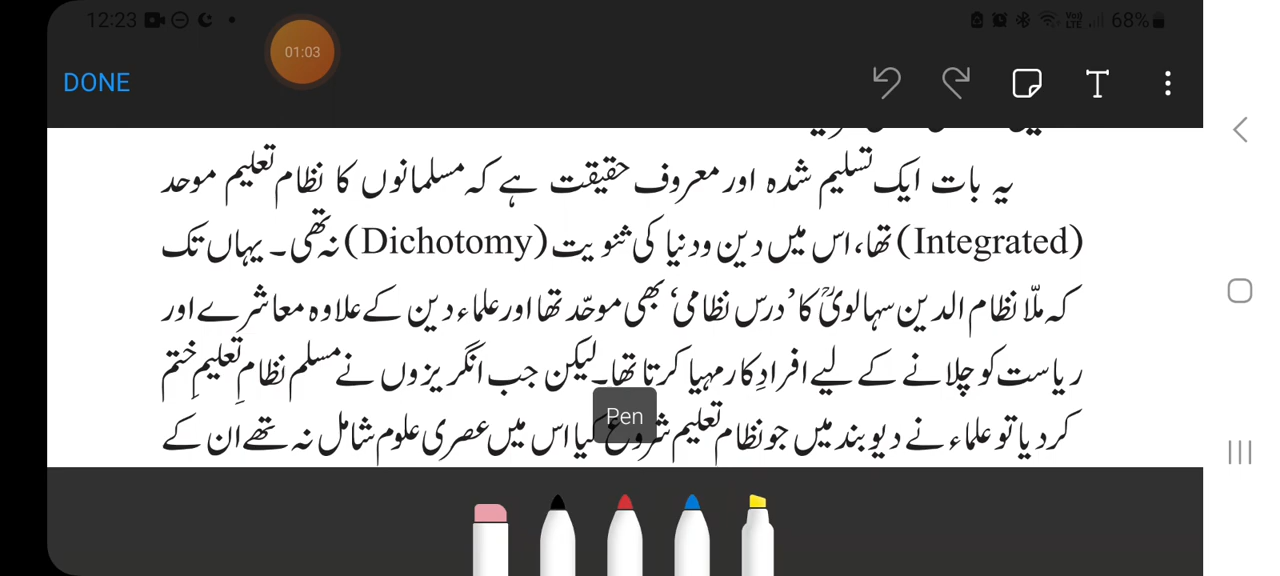 12:23
Voo) LTE
68%
01:03
DONE
T
یہ بات ایک تسلیم شدہ اور معروف حقیقت ہے کہ مسلمانوں کا نظام تعلیم موحد
(Integrated) تھا، اس میں دین ودنیا کی ثنویت (Dichotomy) نہ تھی۔ یہاں تک
کہ ملّا نظام الدین سہالویؒ کا ’درس نظامی‘ بھی موحّد تھا اور علماء دین کے علاوہ معاشرے اور
ریاست کو چلانے کے لیے افرادِ کار مہیا کرتا تھا۔ لیکن جب انگریزوں نے مسلم نظامِ تعلیم ختم
کردیا تو علماء نے دیوبند میں جو نظام تعلیم شروع کیا اس میں عصری علوم شامل نہ تھے ان کے
Pen